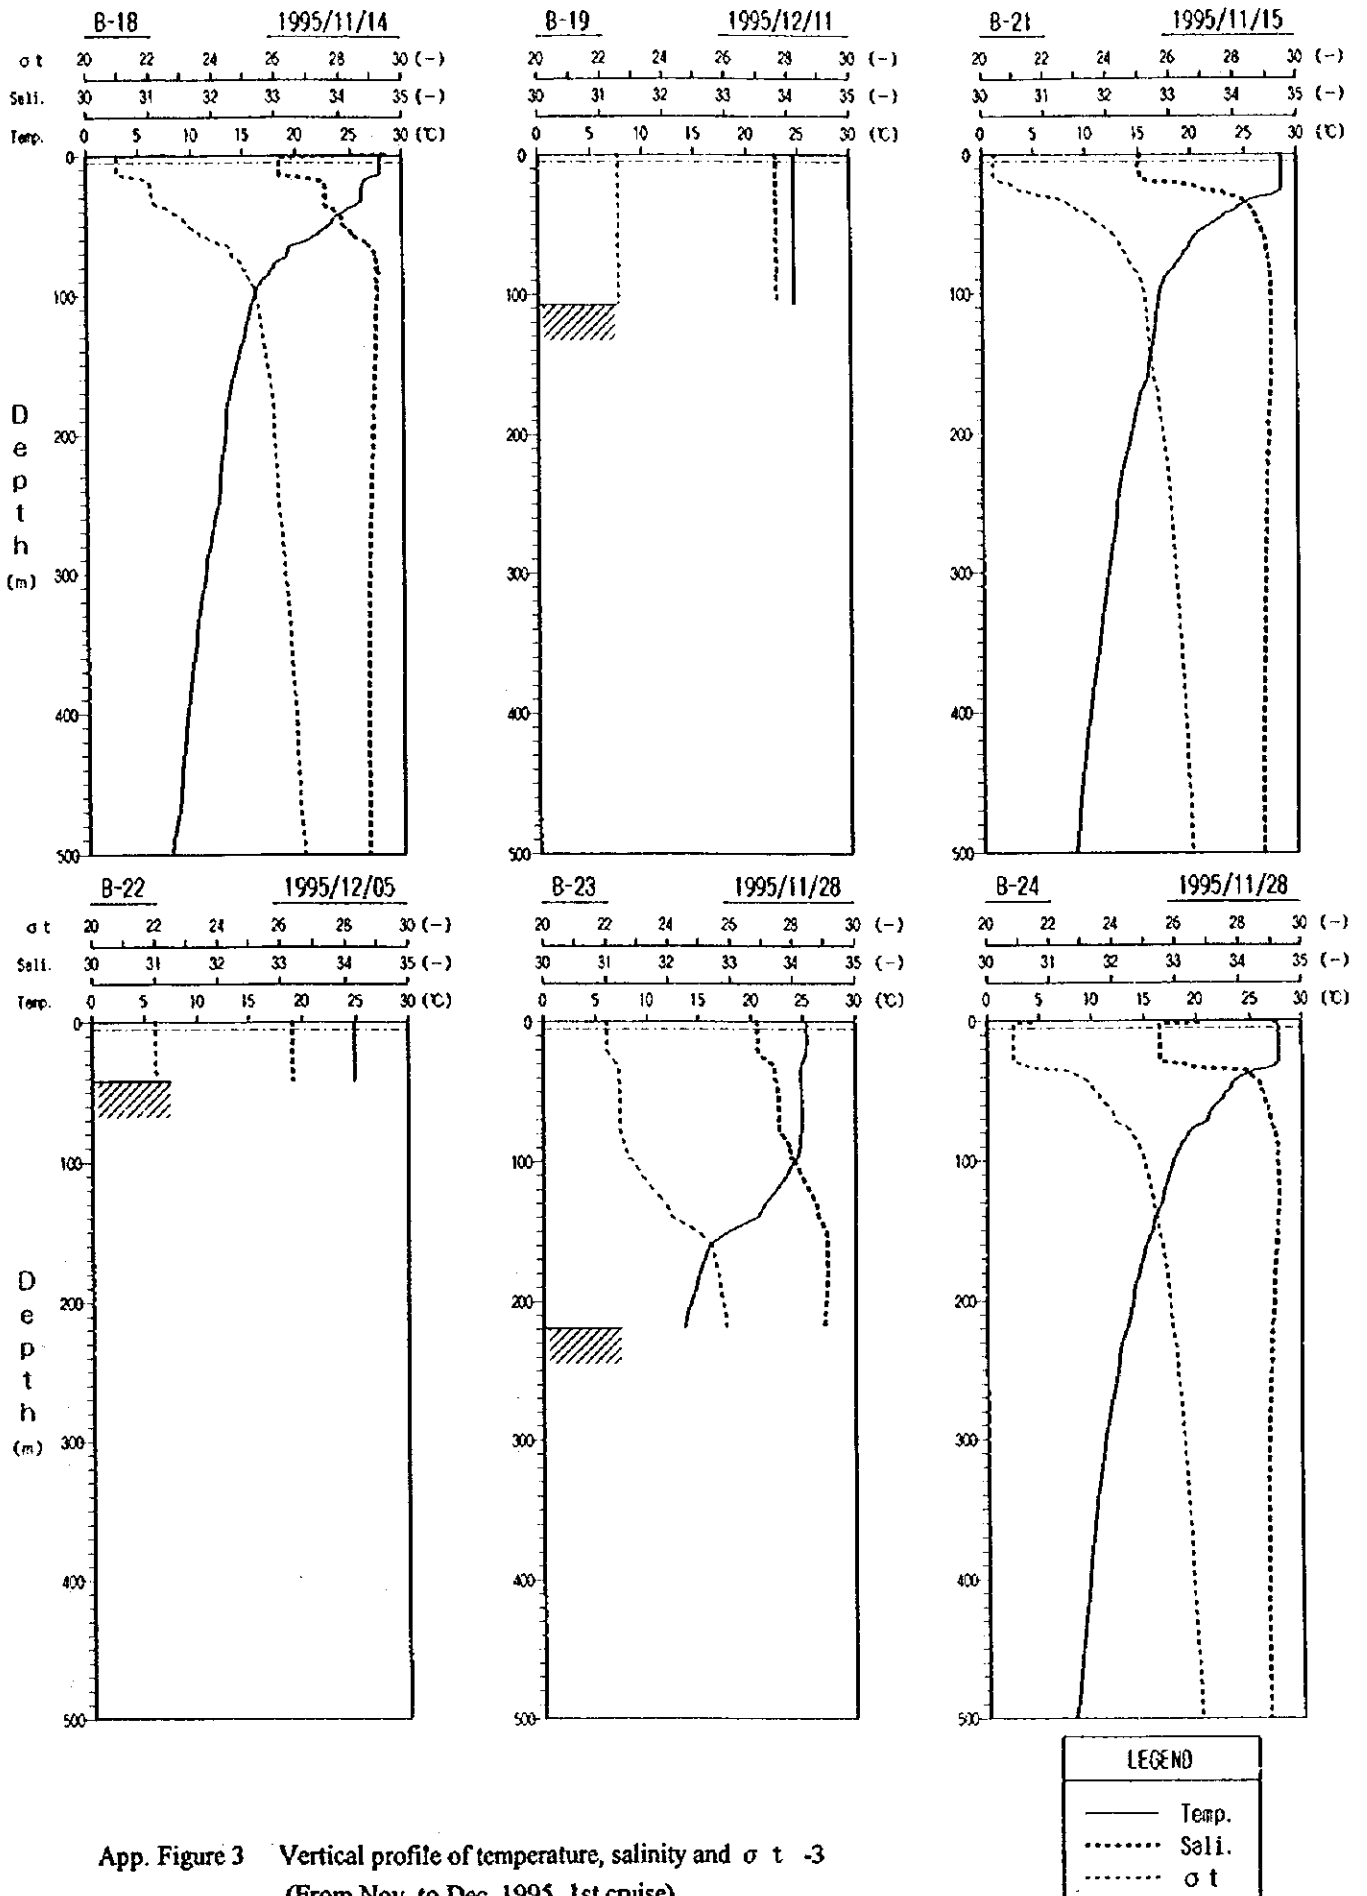 B-18 1995/11/14 B-19 1995/12/11 B-21 1995/11/15
σt 20 22 24 26 28 30 (-) 20 22 24 26 28 30 (-) 20 22 24 26 28 30 (-)
Sali. 30 31 32 33 34 35 (-) 30 31 32 33 34 35 (-) 30 31 32 33 34 35 (-)
Temp. 0 5 10 15 20 25 30 (℃) 0 5 10 15 20 25 30 (℃) 0 5 10 15 20 25 30 (℃)
0 0 0
100 100 100
Depth
200 200 200
(m) 300 300 300
400 400 400
500 500 500
B-22 1995/12/05 B-23 1995/11/28 B-24 1995/11/28
σt 20 22 24 26 28 30 (-) 20 22 24 26 28 30 (-) 20 22 24 26 28 30 (-)
Sali. 30 31 32 33 34 35 (-) 30 31 32 33 34 35 (-) 30 31 32 33 34 35 (-)
Temp. 0 5 10 15 20 25 30 (℃) 0 5 10 15 20 25 30 (℃) 0 5 10 15 20 25 30 (℃)
0 0 0
100 100 100
Depth
200 200 200
(m) 300 300 300
400 400 400
500 500 500
LEGEND
Temp.
Sali.
σt
App. Figure 3 Vertical profile of temperature, salinity and σ t -3
(From Nov. to Dec. 1995, 1st cruise)